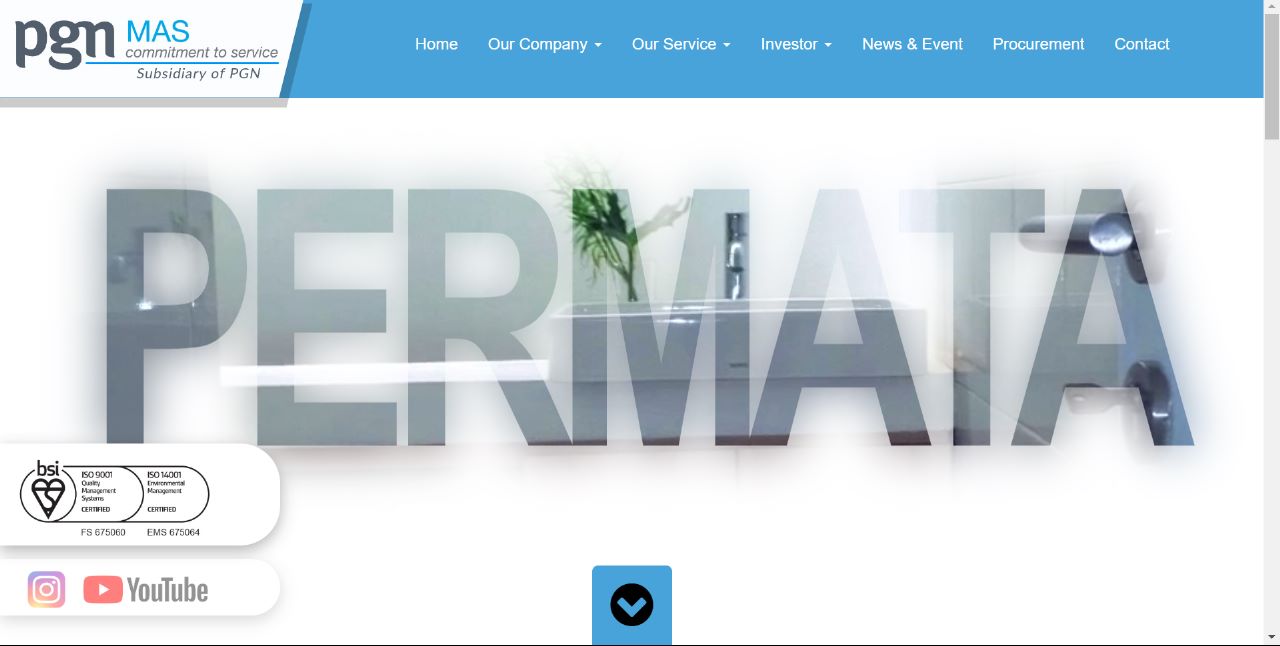 pgn MAS
commitment to service
Subsidiary of PGN
Home Our Company Our Service Investor News & Event Procurement Contact
PERMATA
bsi
ISO 9001
Quality
Management
Systems
CERTIFIED
ISO 14001
Environmental
Management
CERTIFIED
FS 675060 EMS 675064
YouTube